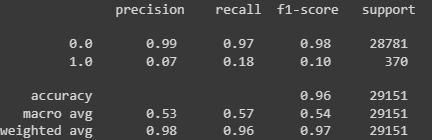 precision recall f1-score support
0.0 0.99 0.97 0.98 28781
1.0 0.07 0.18 0.10 370
accuracy 0.96 29151
macro avg 0.53 0.57 0.54 29151
weighted avg 0.98 0.96 0.97 29151